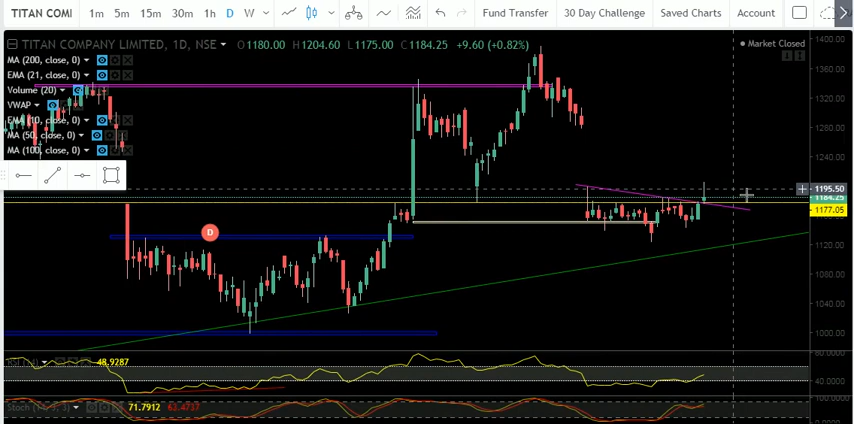 TITAN COMI 1m 5m 15m 30m 1h D W Fund Transfer 30 Day Challenge Saved Charts Account
TITAN COMPANY LIMITED, 1D, NSE O1180.00 H1204.60 L1175.00 C1184.25 +9.60 (+0.82%)
Market Closed
1400.00
MA (200, close, 0)
EMA (21, close, 0)
1360.00
Volume (20)
VWAP
1320.00
EMA (10, close, 0)
MA (50, close, 0)
1280.00
MA (100, close, 0)
1240.00
1195.50
1184.25
1177.05
D
1120.00
1080.00
1040.00
1000.00
80.0000
48.9287
40.0000
100.0000
71.7912 63.4737
0.0000